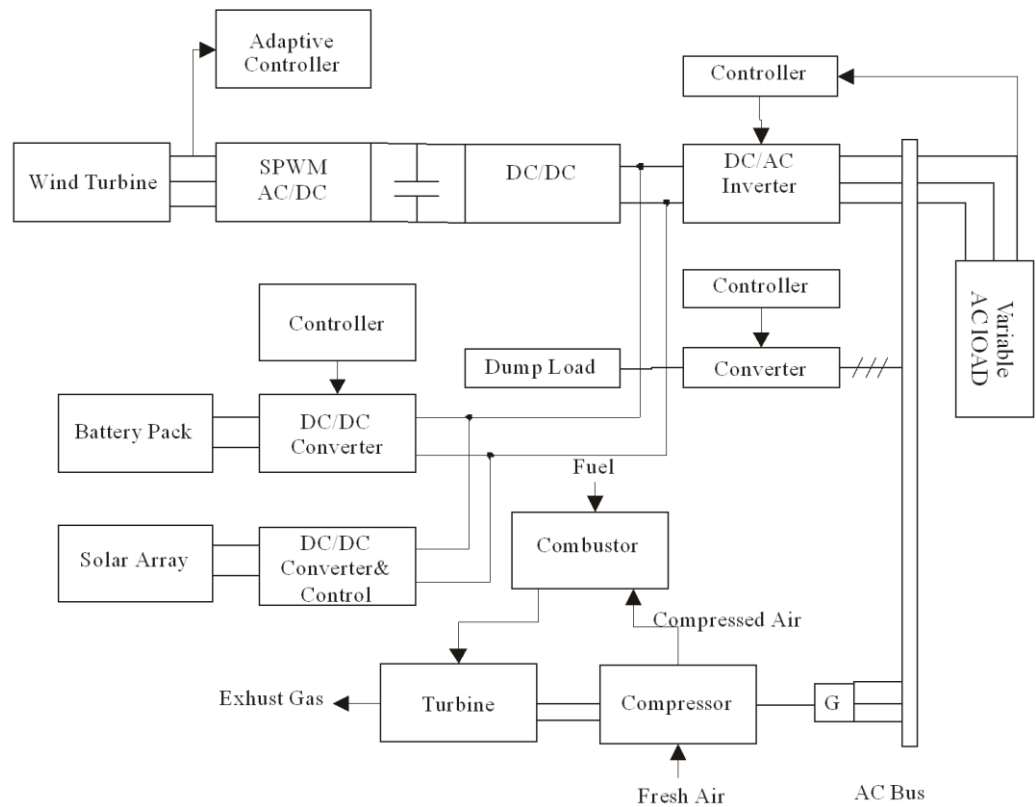 Adaptive
Controller
Controller
Wind Turbine
SPWM
AC/DC
DC/DC
DC/AC
Inverter
Controller
Variable
AC lOAD
Controller
Dump Load
Converter
Battery Pack
DC/DC
Converter
Fuel
Solar Array
DC/DC
Converter&
Control
Combustor
Compressed Air
Exhust Gas
Turbine
Compressor
G
Fresh Air
AC Bus